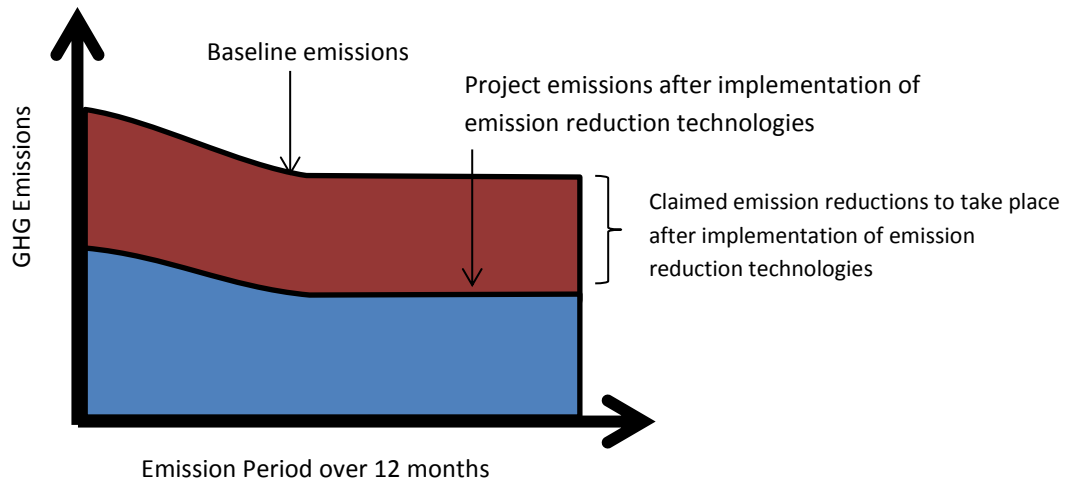 Baseline emissions
Project emissions after implementation of
emission reduction technologies
GHG Emissions
Claimed emission reductions to take place
after implementation of emission
reduction technologies
Emission Period over 12 months